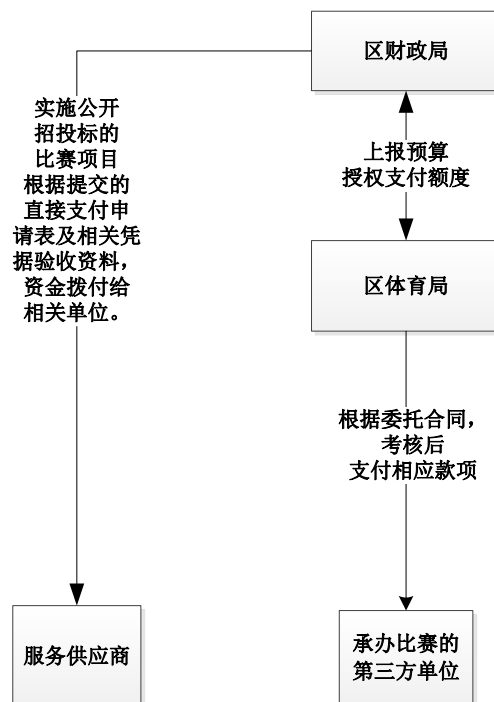 区财政局
实施公开
招投标的
比赛项目
根据提交的
直接支付申
请表及相关凭
据验收资料，
资金拨付给
相关单位。
上报预算
授权支付额度
区体育局
根据委托合同，
考核后
支付相应款项
服务供应商
承办比赛的
第三方单位